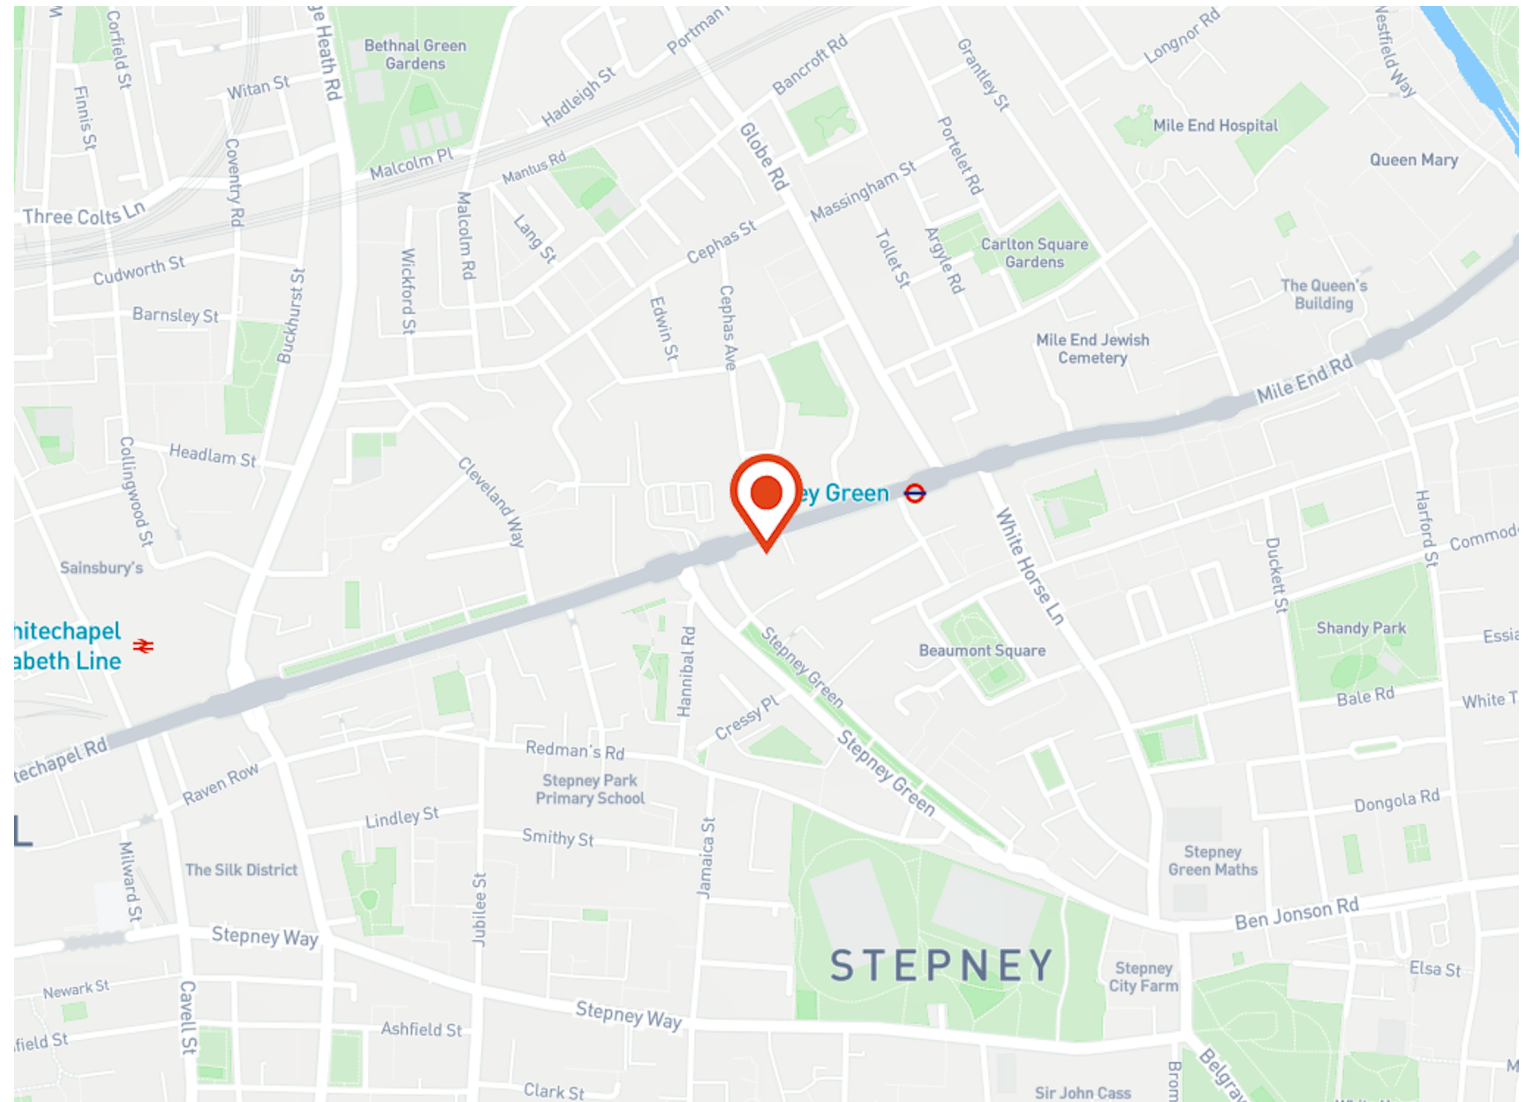 Corfield St
ge Heath Rd
Bethnal Green
Gardens
Portman
Bancroft Rd
Grantley St
Longnor Rd
Westfield Way
Finnis St
Witan St
Hadleigh St
Mile End Hospital
Queen Mary
Coventry Rd
Malcolm Pl
Mantus Rd
Globe Rd
Portelet Rd
Massingham St
Three Colts Ln
Malcolm Rd
Lang St
Cephas St
Tollet St
Argyle Rd
Carlton Square
Gardens
Cudworth St
Wickford St
The Queen's
Building
Barnsley St
Buckhurst St
Edwin St
Cephas Ave
Mile End Jewish
Cemetery
Mile End Rd
Collingwood St
Headlam St
Cleveland Way
ey Green
White Horse Ln
Harford St
Commod
Duckett St
Sainsbury's
hitechapel
abeth Line
Hannibal Rd
Stepney Green
Beaumont Square
Shandy Park
Essia
Bale Rd
White T
Cressy Pl
techapel Rd
Redman's Rd
Stepney Green
Raven Row
Stepney Park
Primary School
Dongola Rd
Lindley St
Smithy St
L
Milward St
The Silk District
Jubilee St
Jamaica St
Stepney
Green Maths
Ben Jonson Rd
Stepney Way
STEPNEY
Stepney
City Farm
Elsa St
Newark St
Cavell St
Stepney Way
Ashfield St
field St
Belgrav
Brom
Clark St
Sir John Cass
M